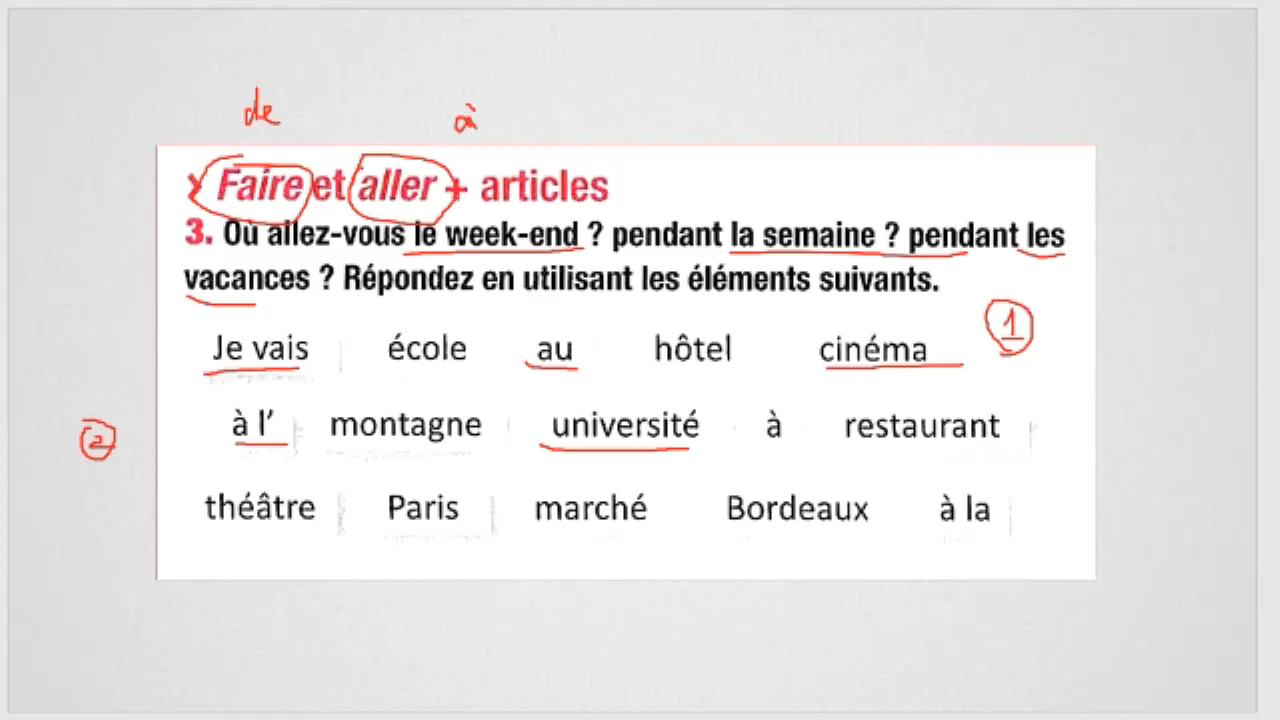 de à
› Faire et aller + articles
3. Où allez-vous le week-end ? pendant la semaine ? pendant les
vacances ? Répondez en utilisant les éléments suivants.
1
Je vais école au hôtel cinéma
2
à l’ montagne université à restaurant
théâtre Paris marché Bordeaux à la